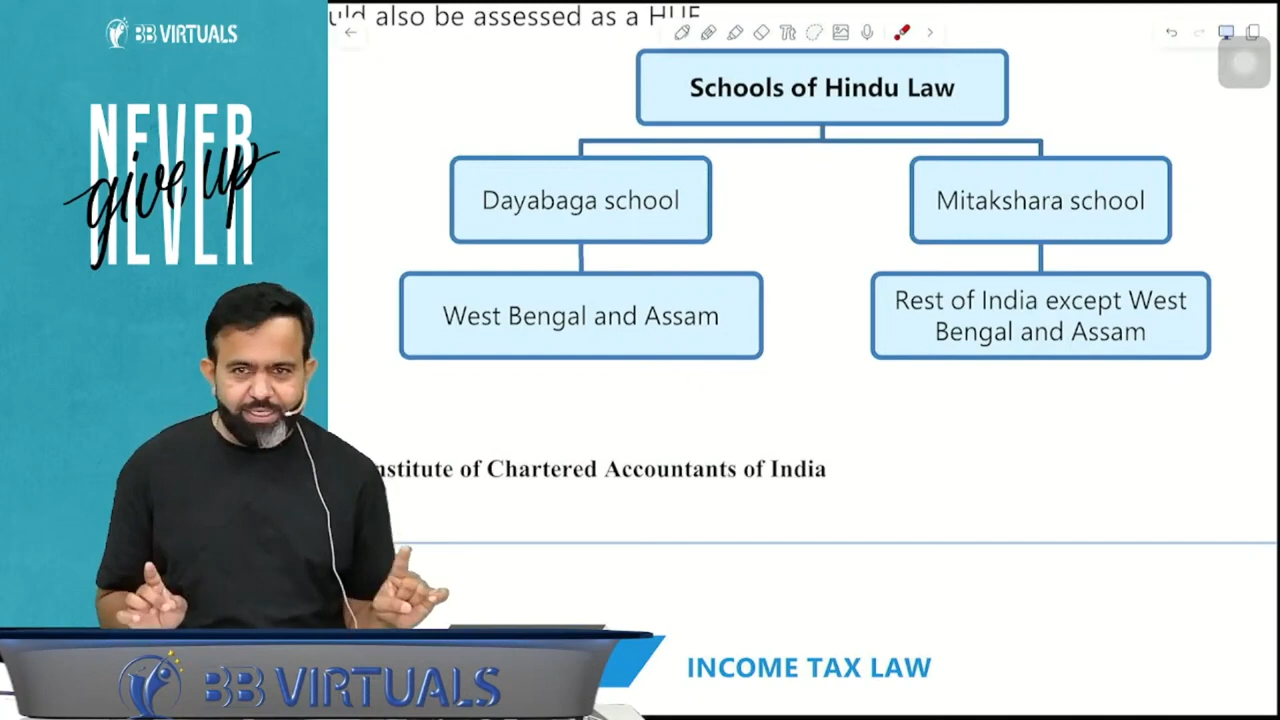 uld also be assessed as a HUF
BB VIRTUALS
NEVER
give up
NEVER
Schools of Hindu Law
Dayabaga school
Mitakshara school
West Bengal and Assam
Rest of India except West
Bengal and Assam
nstitute of Chartered Accountants of India
INCOME TAX LAW
BB VIRTUALS